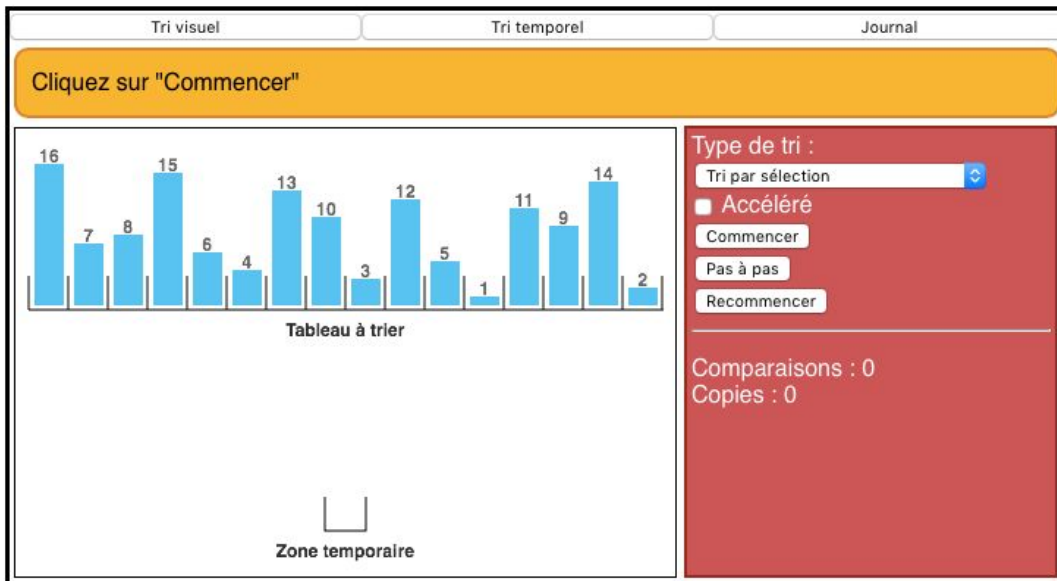 Tri visuel
Tri temporel
Journal
Cliquez sur "Commencer"
16 7 8 15 6 4 13 10 3 12 5 1 11 9 14 2
Tableau à trier
Zone temporaire
Type de tri :
Tri par sélection
Accéléré
Commencer
Pas à pas
Recommencer
Comparaisons : 0
Copies : 0